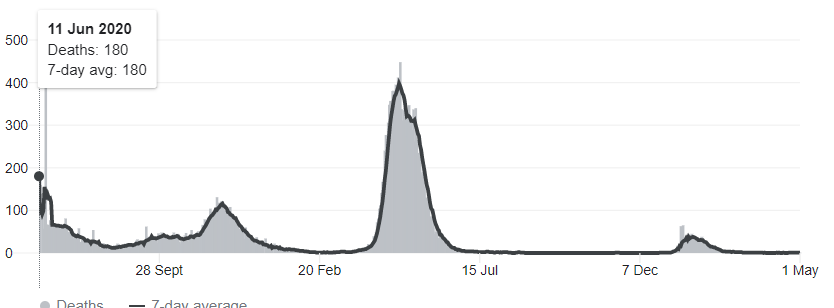 11 Jun 2020
Deaths: 180
7-day avg: 180
500
400
300
200
100
0
28 Sept 20 Feb 15 Jul 7 Dec 1 May
Deaths 7-day average